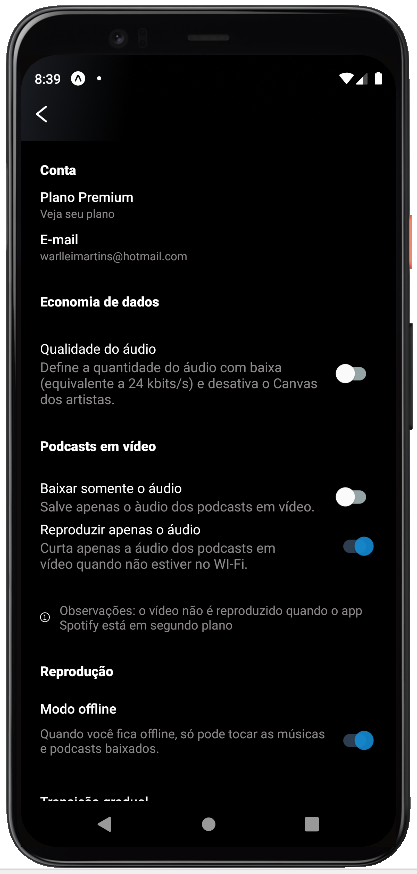 8:39
Conta
Plano Premium
Veja seu plano
E-mail
warlleimartins@hotmail.com
Economia de dados
Qualidade do áudio
Define a quantidade do áudio com baixa
(equivalente a 24 kbits/s) e desativa o Canvas
dos artistas.
Podcasts em vídeo
Baixar somente o áudio
Salve apenas o àudio dos podcasts em vídeo.
Reproduzir apenas o áudio
Curta apenas a áudio dos podcasts em
vídeo quando não estiver no WI-Fi.
Observações: o vídeo não é reproduzido quando o app
Spotify está em segundo plano
Reprodução
Modo offline
Quando você fica offline, só pode tocar as músicas
e podcasts baixados.
Transição gradual